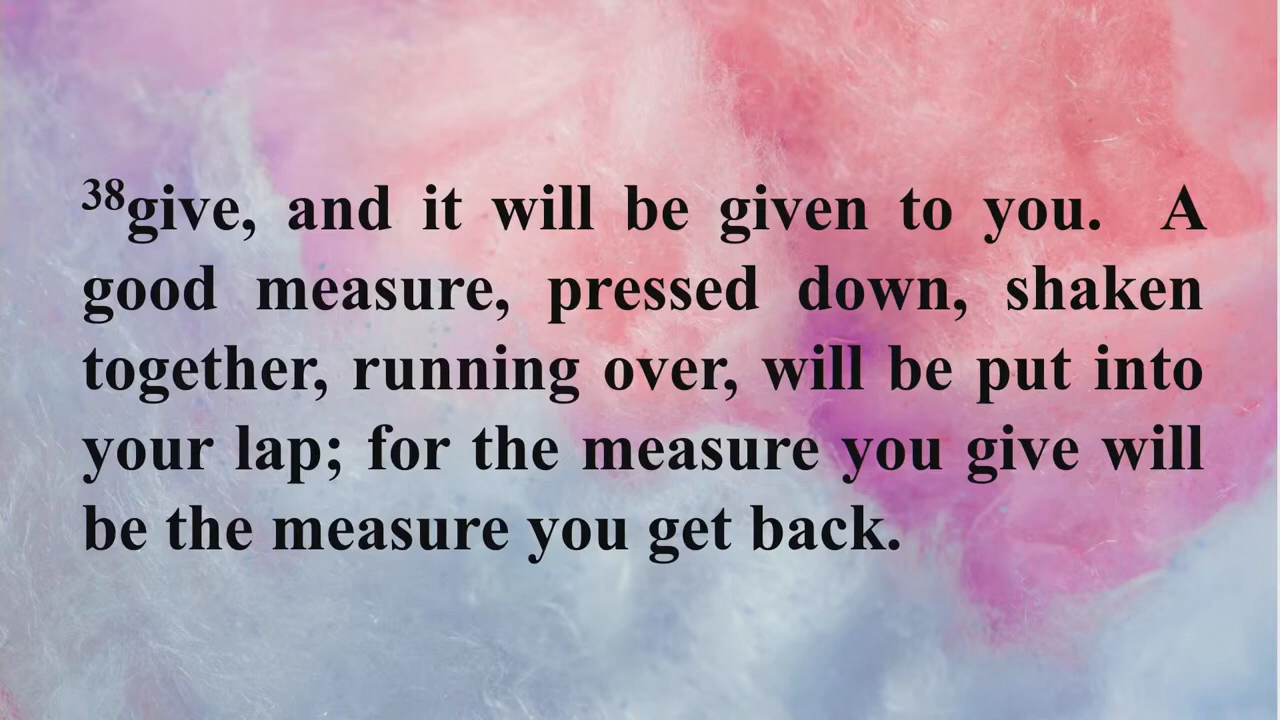 ³⁸give, and it will be given to you.  A
good measure, pressed down, shaken
together, running over, will be put into
your lap; for the measure you give will
be the measure you get back.